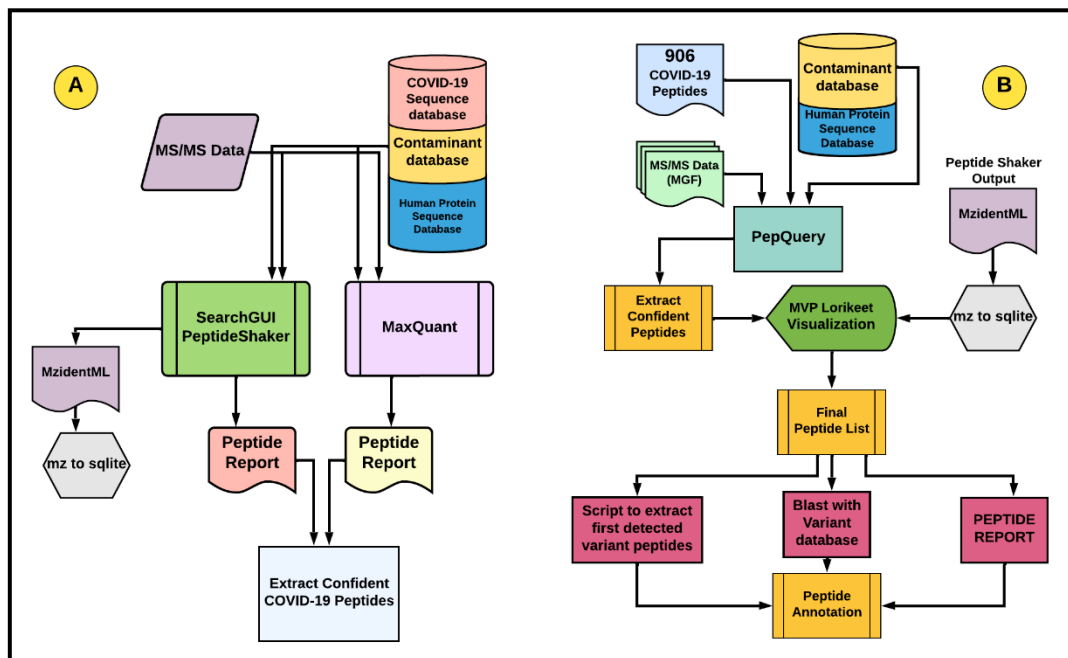 A
MS/MS Data
COVID-19
Sequence
database
Contaminant
database
Human Protein
Sequence
Database
SearchGUI
PeptideShaker
MaxQuant
MzidentML
mz to sqlite
Peptide
Report
Peptide
Report
Extract Confident
COVID-19 Peptides
B
906
COVID-19
Peptides
Contaminant
database
Human Protein
Sequence
Database
MS/MS Data
(MGF)
PepQuery
Peptide Shaker
Output
MzidentML
Extract
Confident
Peptides
MVP Lorikeet
Visualization
mz to sqlite
Final
Peptide List
Script to extract
first detected
variant peptides
Blast with
Variant
database
PEPTIDE
REPORT
Peptide
Annotation